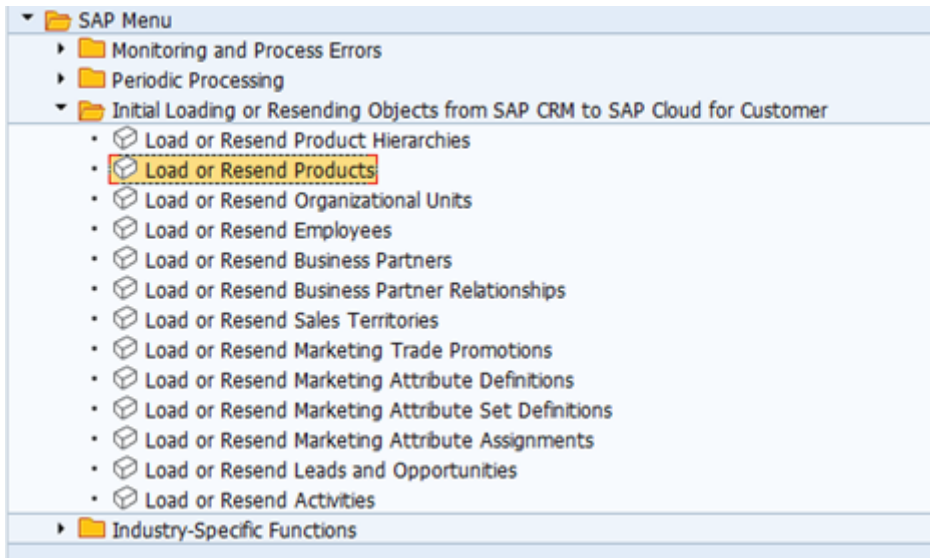 SAP Menu
Monitoring and Process Errors
Periodic Processing
Initial Loading or Resending Objects from SAP CRM to SAP Cloud for Customer
Load or Resend Product Hierarchies
Load or Resend Products
Load or Resend Organizational Units
Load or Resend Employees
Load or Resend Business Partners
Load or Resend Business Partner Relationships
Load or Resend Sales Territories
Load or Resend Marketing Trade Promotions
Load or Resend Marketing Attribute Definitions
Load or Resend Marketing Attribute Set Definitions
Load or Resend Marketing Attribute Assignments
Load or Resend Leads and Opportunities
Load or Resend Activities
Industry-Specific Functions